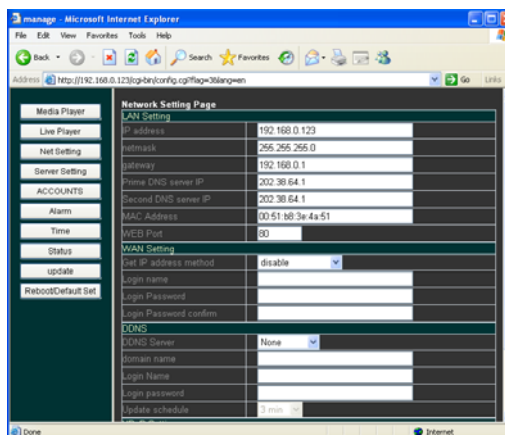 manage - Microsoft Internet Explorer
File Edit View Favorites Tools Help
Back Search Favorites
Address http://192.168.0.123/cgi-bin/config.cgi?flag=3&lang=en Go Links
Media Player
Live Player
Net Setting
Server Setting
ACCOUNTS
Alarm
Time
Status
update
Reboot/Default Set
Network Setting Page
LAN Setting
IP address 192.168.0.123
netmask 255.255.255.0
gateway 192.168.0.1
Prime DNS server IP 202.38.64.1
Second DNS server IP 202.38.64.1
MAC Address 00:51:b8:3e:4a:51
WEB Port 80
WAN Setting
Get IP address method disable
Login name
Login Password
Login Password confirm
DDNS
DDNS Server None
domain name
Login Name
Login password
Update schedule 3 min
Done Internet